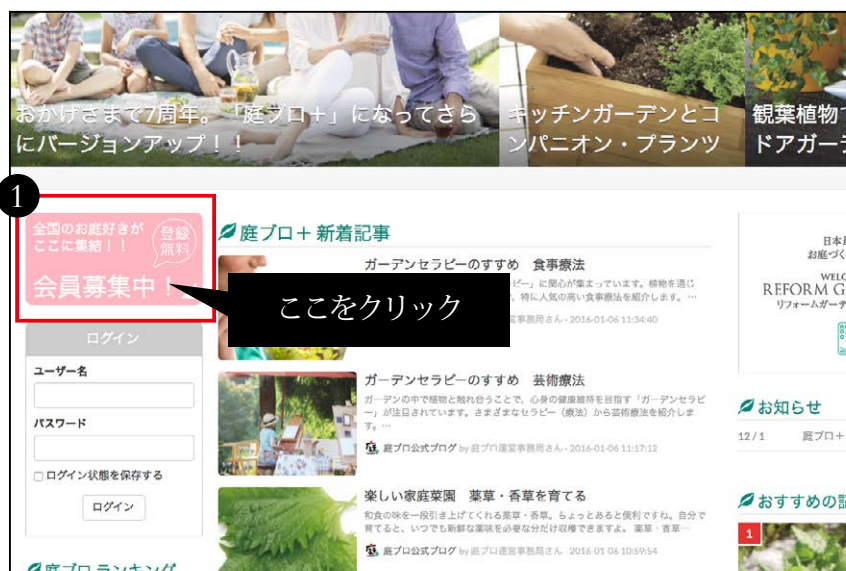 おかげさまで7周年。「庭ブロ+」になってさら
にバージョンアップ！！
キッチンガーデンとコ
ンパニオン・プランツ
観葉植物
ドアガー
1
全国のお庭好きが
ここに集結！！
登録
無料
会員募集中！
ここをクリック
ログイン
ユーザー名
パスワード
ログイン状態を保存する
ログイン
庭ブロ ランキング
庭ブロ＋ 新着記事
ガーデンセラピーのすすめ　食事療法
ピー」に関心が集まっています。植物を通じ
、特に人気の高い食事療法を紹介します。…
営事務局さん - 2016-01-06 11:34:40
ガーデンセラピーのすすめ　芸術療法
ガーデンの中で植物と触れ合うことで、心身の健康維持を目指す「ガーデンセラピ
ー」が注目されています。さまざまなセラピー（療法）から芸術療法を紹介しま
す。…
庭ブロ公式ブログ by 庭ブロ運営事務局さん - 2016-01-06 11:17:12
楽しい家庭菜園　薬草・香草を育てる
和食の味を一段引き上げてくれる薬草・香草。ちょっとあると便利ですね。自分で
育てると、いつでも新鮮な薬味を必要な分だけ収穫できますよ。 薬草・香草…
庭ブロ公式ブログ by 庭ブロ運営事務局さん - 2016-01-06 10:59:54
日本
お庭づく
WELC
REFORM G
リフォームガーデ
お知らせ
12/1 庭ブロ+
おすすめの記
1